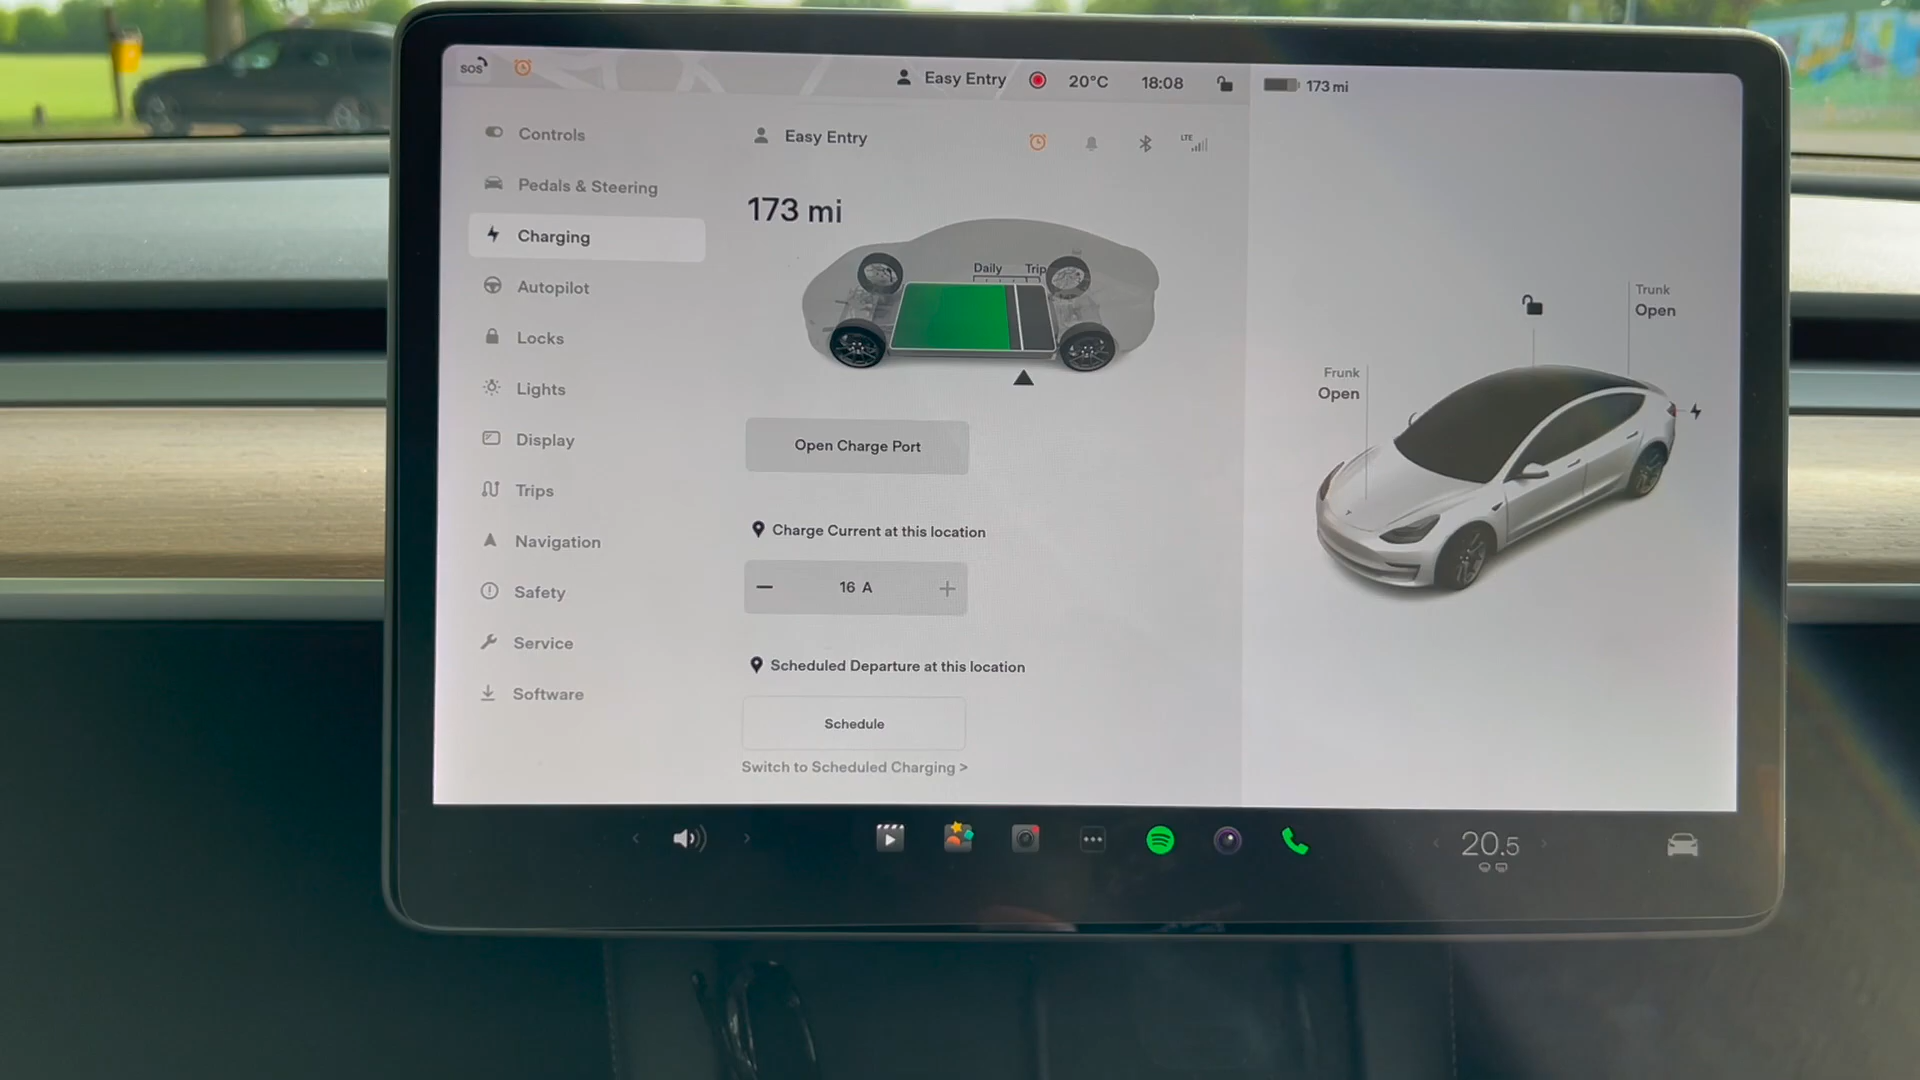 SOS
Easy Entry
20°C
18:08
173 mi
Controls
Pedals & Steering
Charging
Autopilot
Locks
Lights
Display
Trips
Navigation
Safety
Service
Software
Easy Entry
LTE
173 mi
Daily Trip
Open Charge Port
Charge Current at this location
− 16 A +
Scheduled Departure at this location
Schedule
Switch to Scheduled Charging >
Frunk
Open
Trunk
Open
< > < 20.5 >